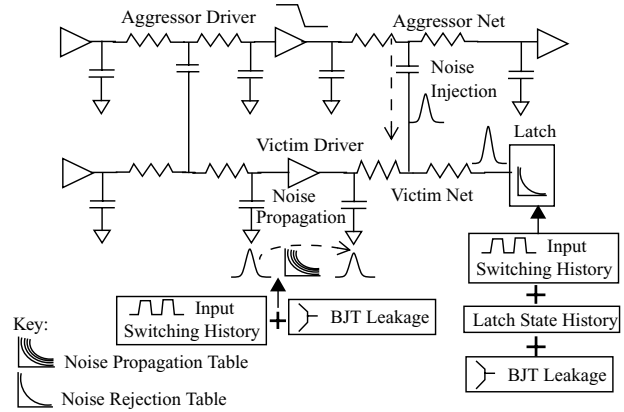 Aggressor Driver
Aggressor Net
Noise
Injection
Latch
Victim Driver
Victim Net
Noise
Propagation
Input
Switching History
+
Latch State History
+
BJT Leakage
Input
Switching History
+
BJT Leakage
Key:
Noise Propagation Table
Noise Rejection Table